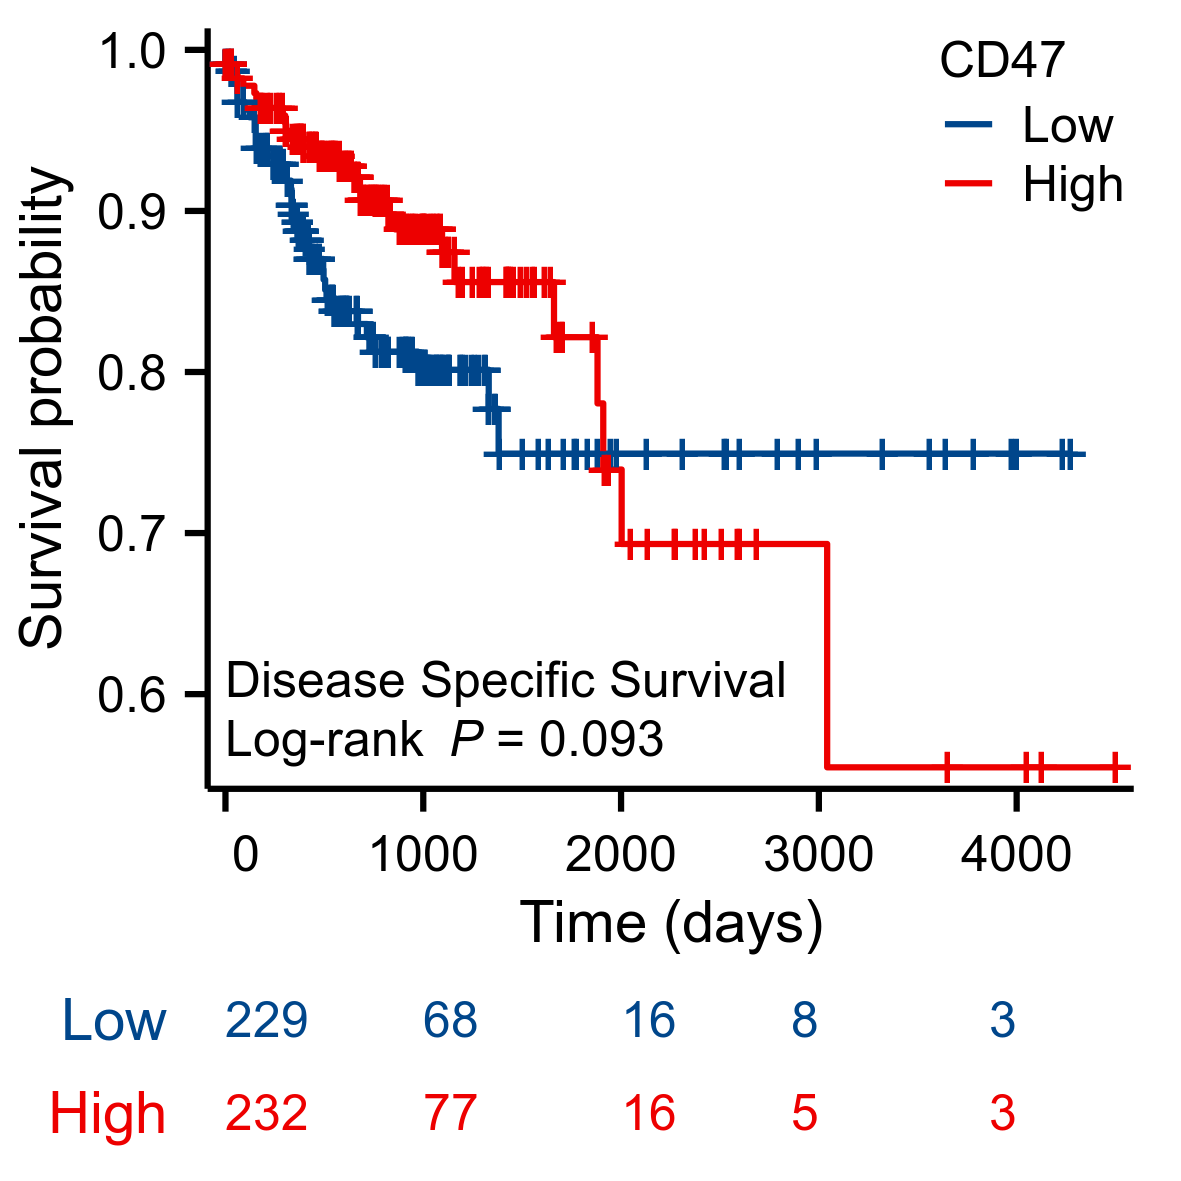 CD47
Low
High
1.0
0.9
0.8
0.7
0.6
Survival probability
Disease Specific Survival
Log-rank P = 0.093
0 1000 2000 3000 4000
Time (days)
Low 229 68 16 8 3
High 232 77 16 5 3